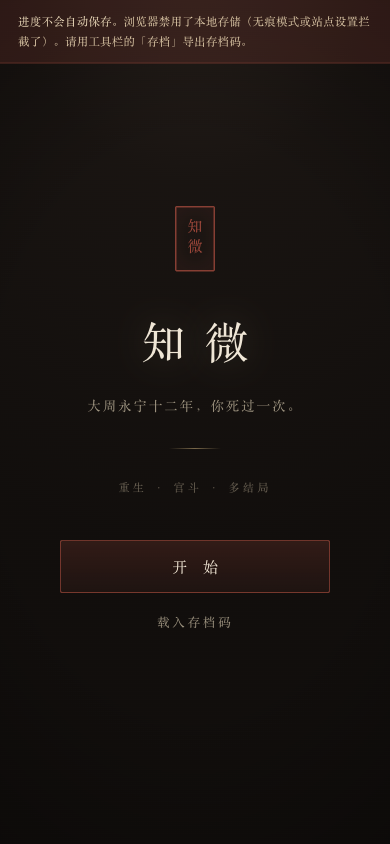 进度不会自动保存。浏览器禁用了本地存储（无痕模式或站点设置拦
截了）。请用工具栏的「存档」导出存档码。
知
微
知微
大周永宁十二年，你死过一次。
重生 · 宫斗 · 多结局
开始
载入存档码